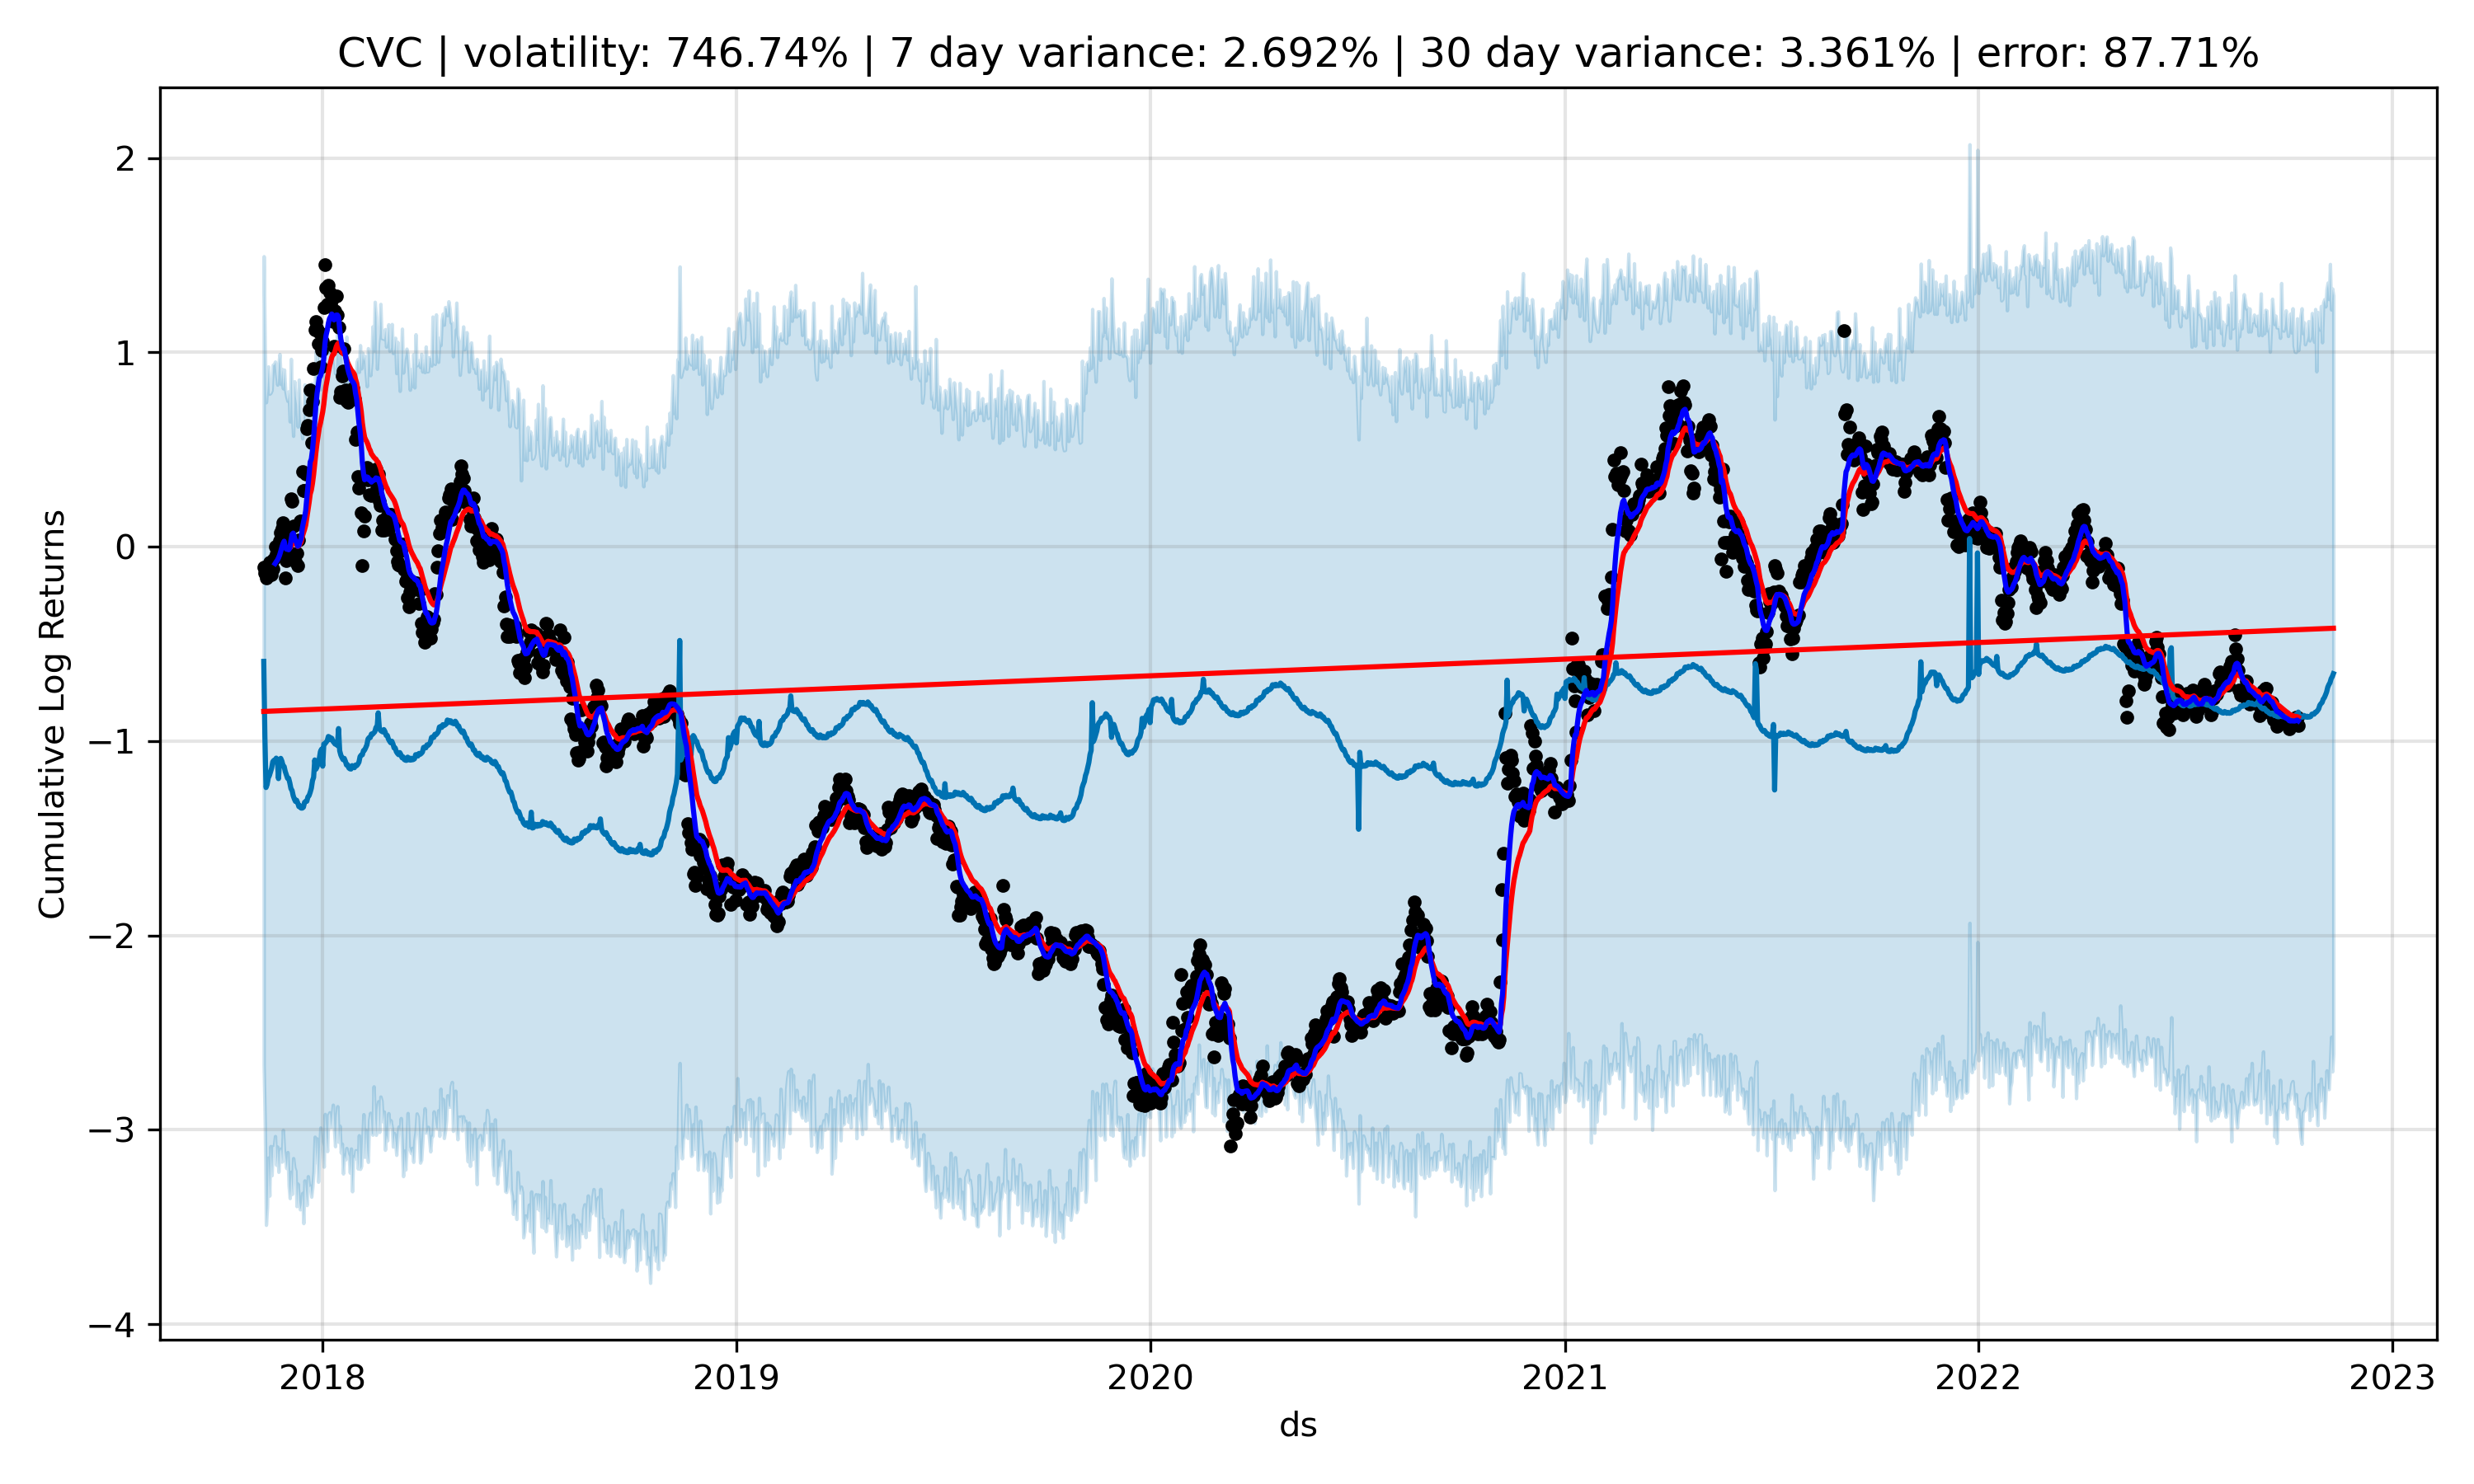 CVC | volatility: 746.74% | 7 day variance: 2.692% | 30 day variance: 3.361% | error: 87.71%
Cumulative Log Returns
2
1
0
−1
−2
−3
−4
2018 2019 2020 2021 2022 2023
ds